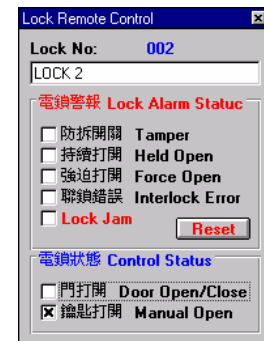 Lock Remote Control
Lock No: 002
LOCK 2
電鎖警報 Lock Alarm Statuc
防拆開關 Tamper
持續打開 Held Open
強迫打開 Force Open
聯鎖錯誤 Interlock Error
Lock Jam
Reset
電鎖狀態 Control Status
門打開 Door Open/Close
鑰匙打開 Manual Open